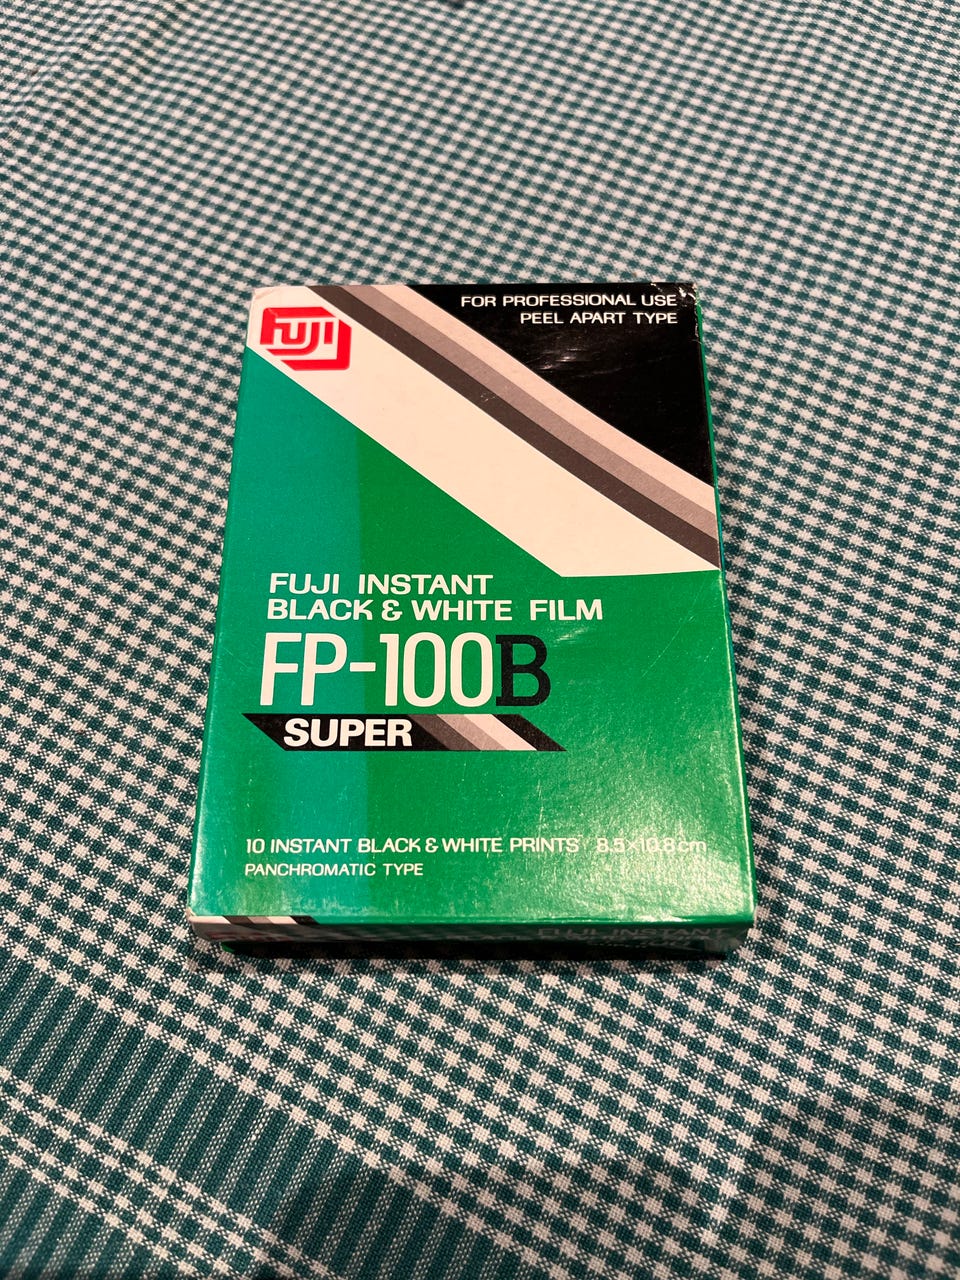 FUJI
FOR PROFESSIONAL USE
PEEL APART TYPE
FUJI INSTANT
BLACK & WHITE FILM
FP-100B
SUPER
10 INSTANT BLACK & WHITE PRINTS 8.5×10.8cm
PANCHROMATIC TYPE
FUJI INSTANT